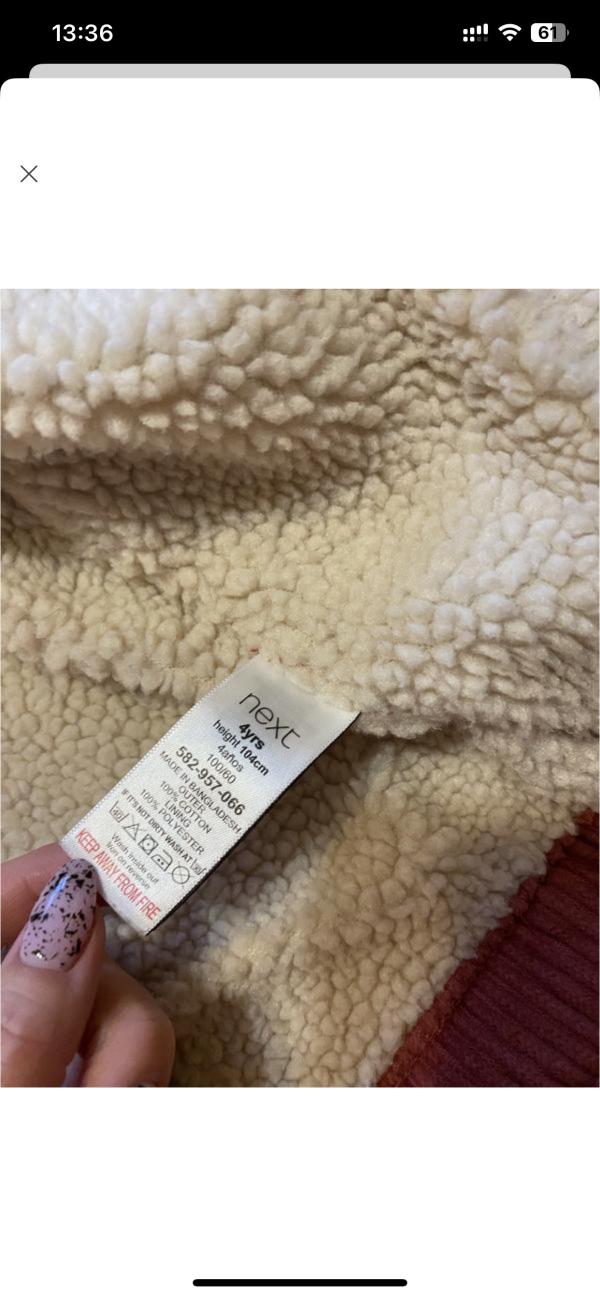 13:36
61
next
4yrs
height 104cm
4años
100/60
582-957-066
MADE IN BANGLADESH
OUTER
100% COTTON
LINING
100% POLYESTER
IF IT'S NOT DIRTY WASH AT 30
40
Wash inside out
Iron on reverse
KEEP AWAY FROM FIRE